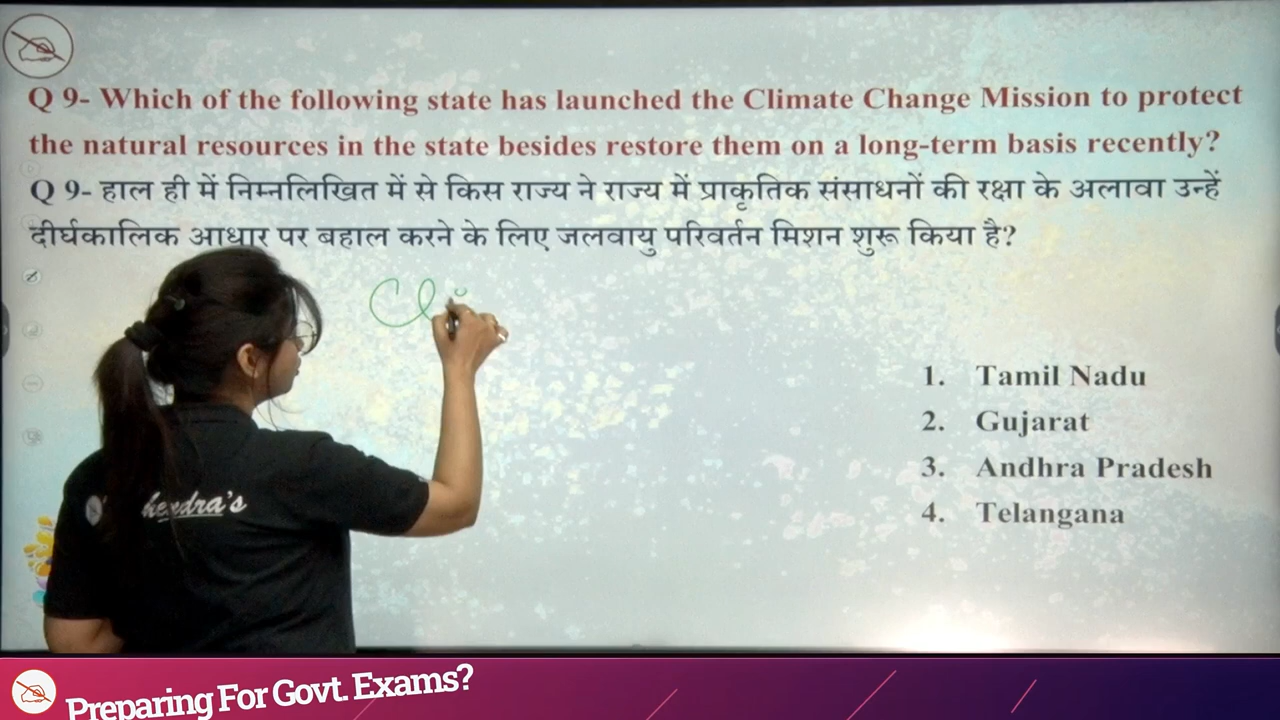 Q 9- Which of the following state has launched the Climate Change Mission to protect
the natural resources in the state besides restore them on a long-term basis recently?
Q 9- हाल ही में निम्नलिखित में से किस राज्य ने राज्य में प्राकृतिक संसाधनों की रक्षा के अलावा उन्हें
दीर्घकालिक आधार पर बहाल करने के लिए जलवायु परिवर्तन मिशन शुरू किया है?
Cli
1. Tamil Nadu
2. Gujarat
3. Andhra Pradesh
4. Telangana
hendra's
Preparing For Govt. Exams?